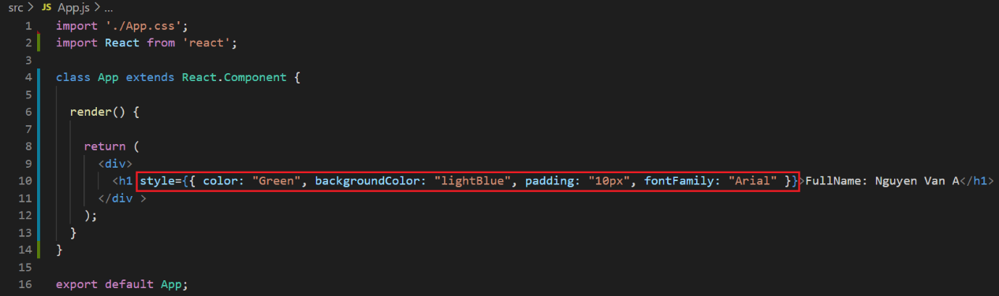 src > JS App.js > ...
1 import './App.css';
2 import React from 'react';
3
4 class App extends React.Component {
5
6 render() {
7
8 return (
9 <div>
10 <h1 style={{ color: "Green", backgroundColor: "lightBlue", padding: "10px", fontFamily: "Arial" }}>FullName: Nguyen Van A</h1>
11 </div >
12 );
13 }
14 }
15
16 export default App;